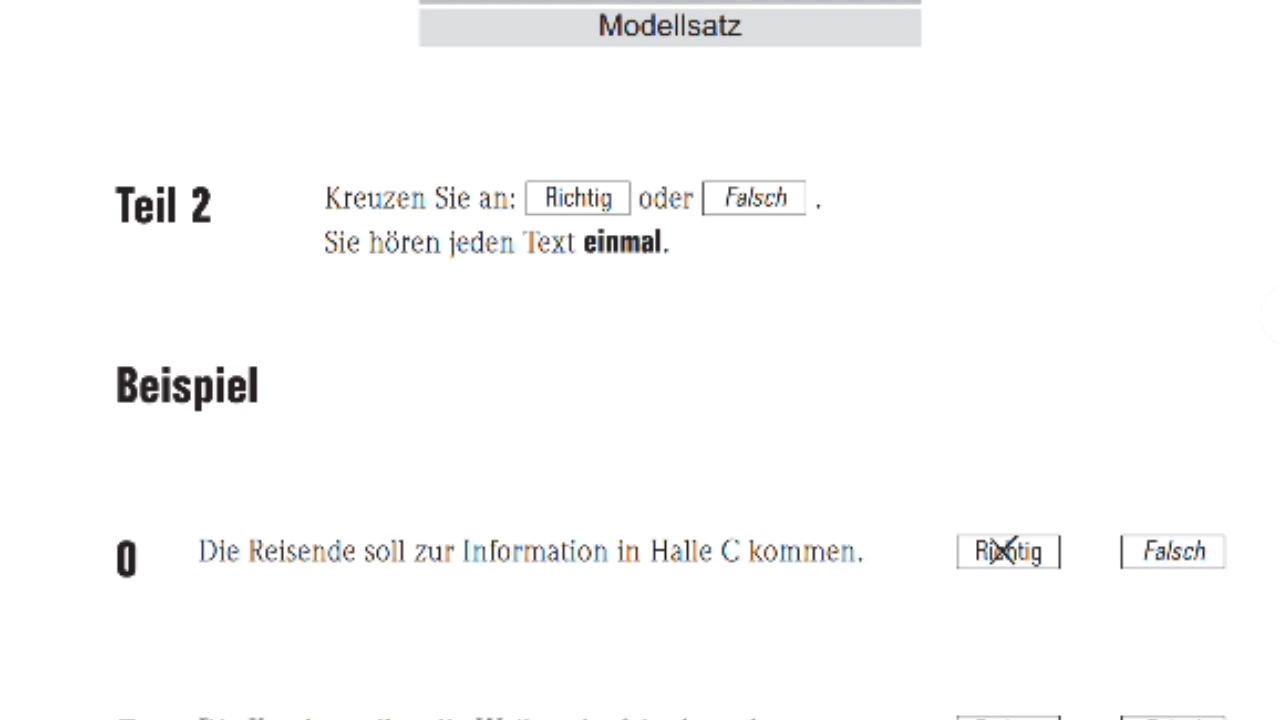 Modellsatz
Teil 2
Kreuzen Sie an: Richtig oder Falsch .
Sie hören jeden Text einmal.
Beispiel
0 Die Reisende soll zur Information in Halle C kommen. Richtig Falsch